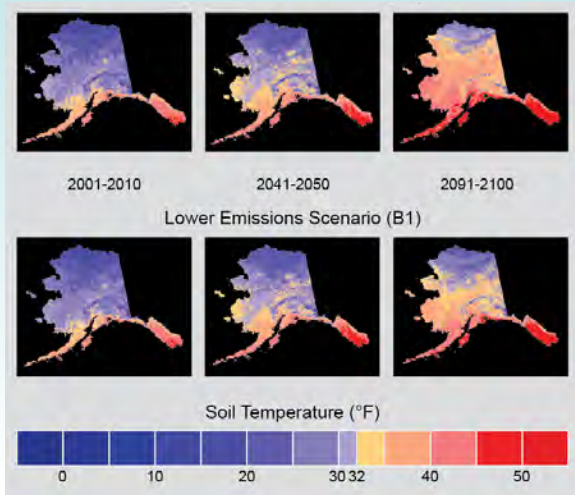 2001-2010 2041-2050 2091-2100
Lower Emissions Scenario (B1)
Soil Temperature (°F)
0 10 20 30 32 40 50